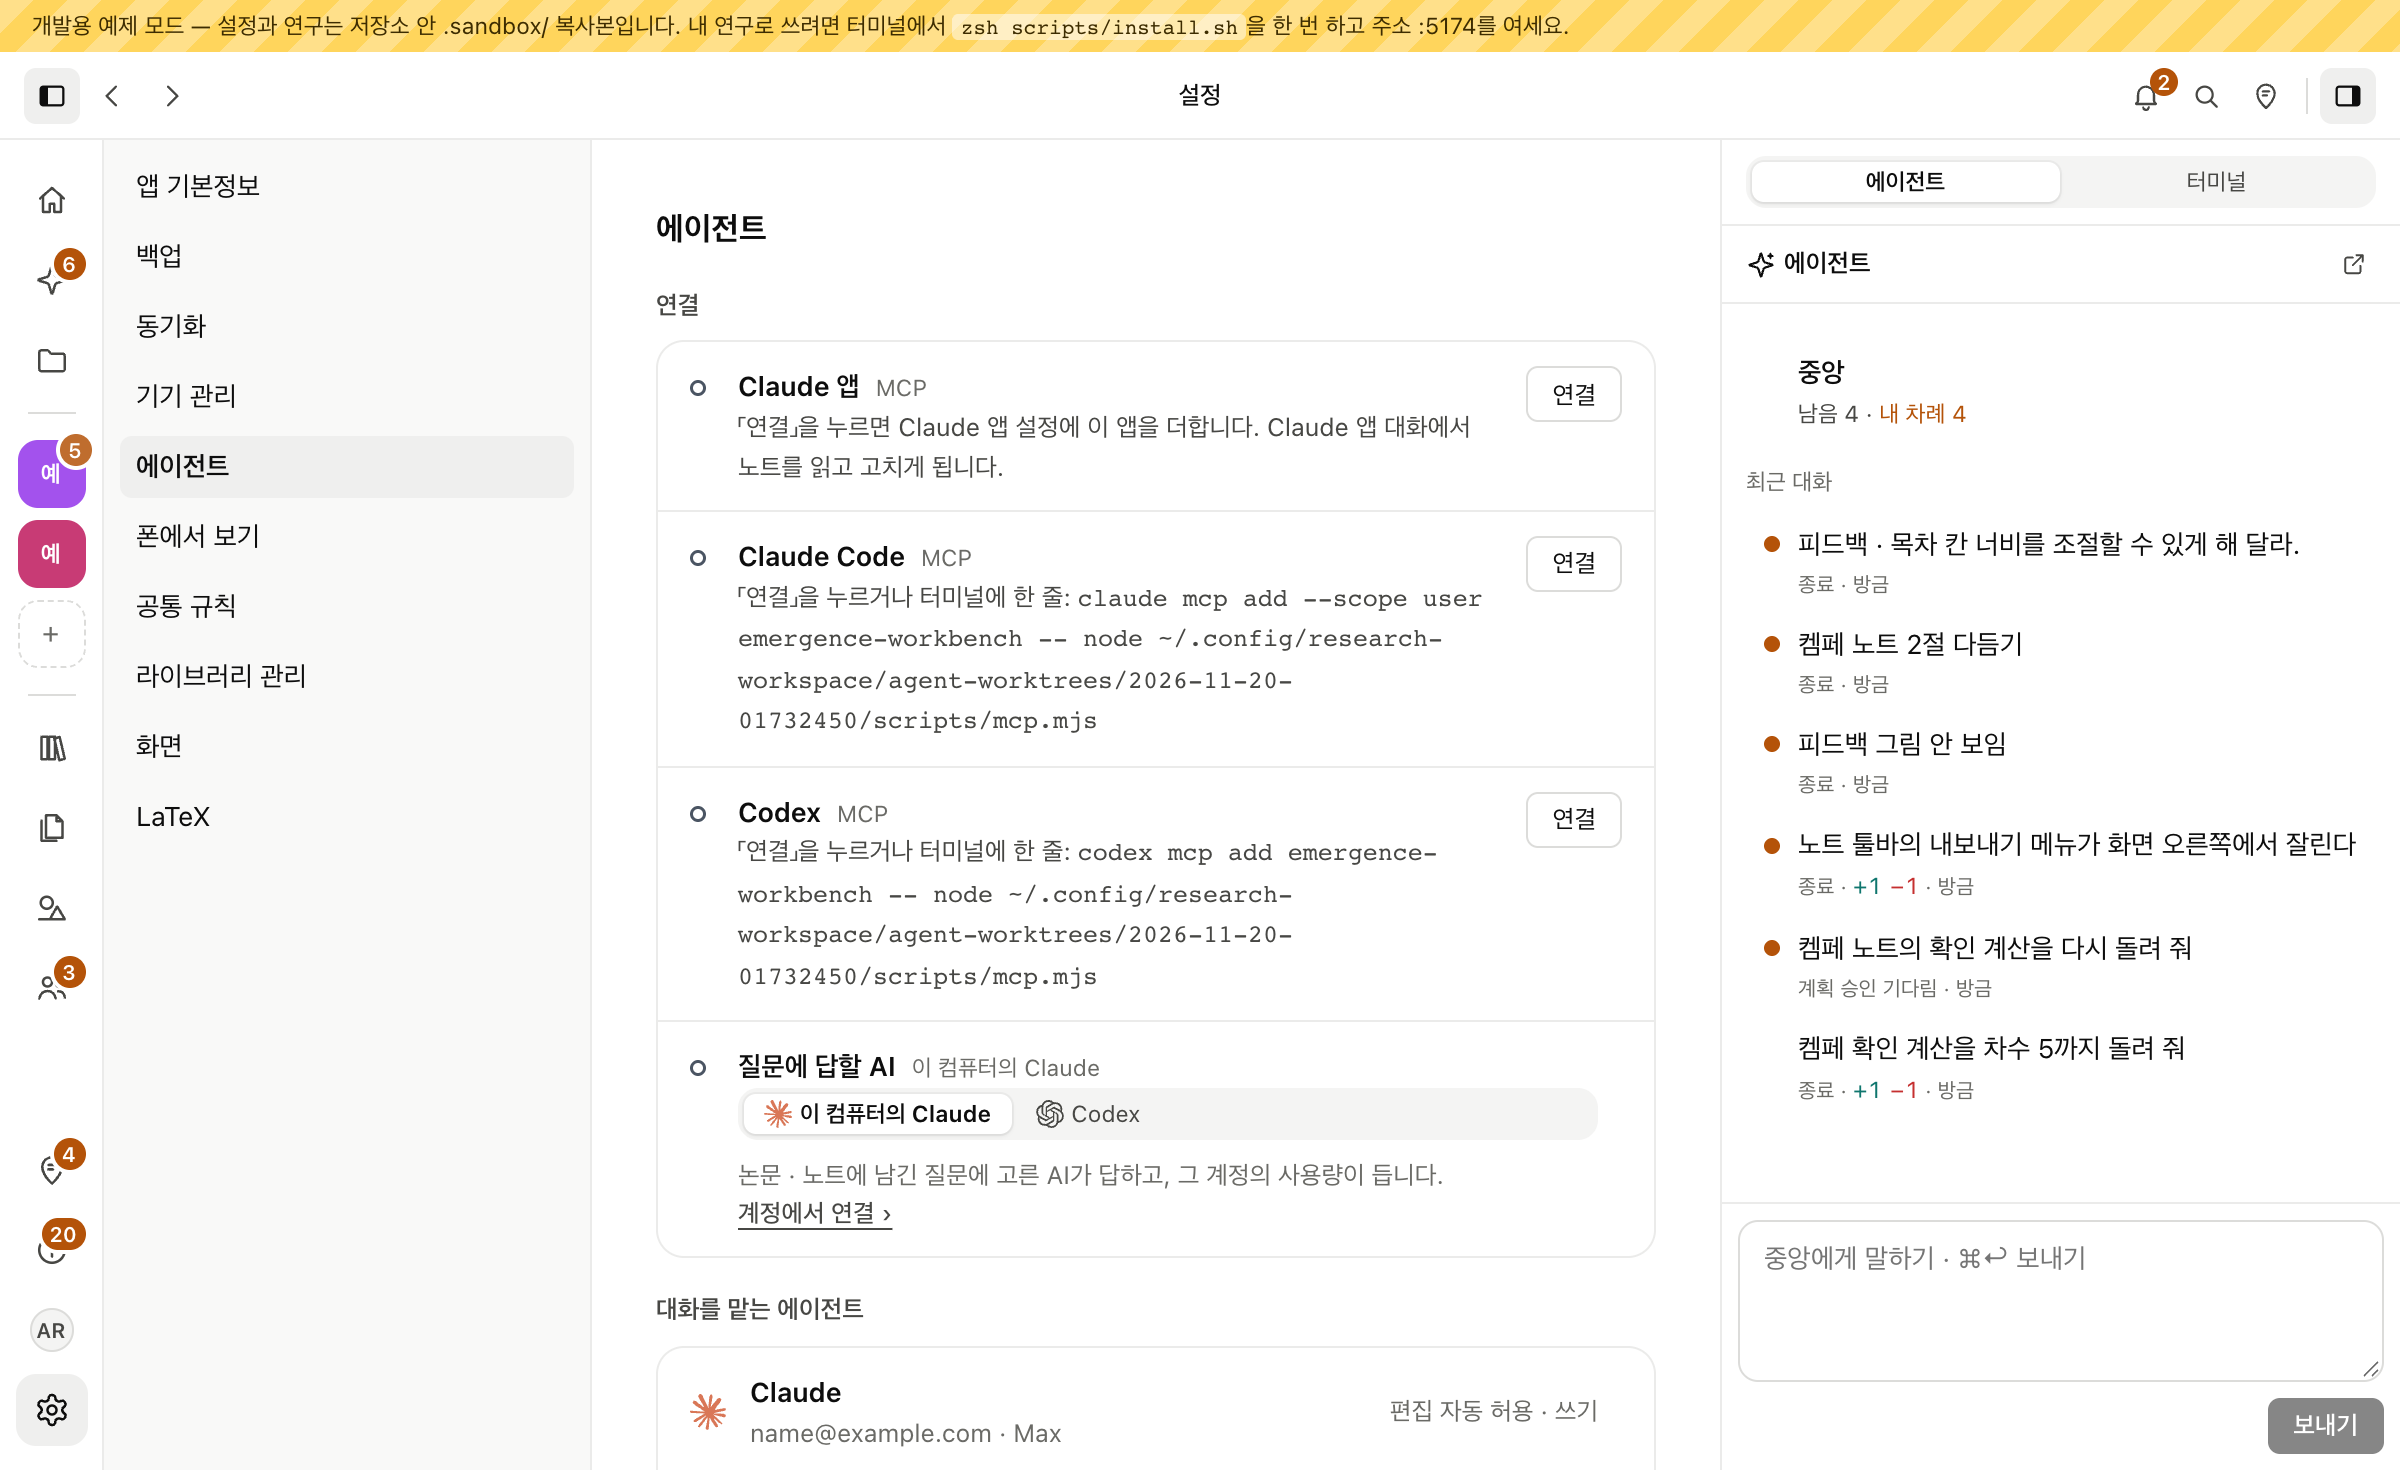 개발용 예제 모드 — 설정과 연구는 저장소 안 .sandbox/ 복사본입니다. 내 연구로 쓰려면 터미널에서 zsh scripts/install.sh을 한 번 하고 주소 :5174를 여세요.
설정
2
6
5
예
예
+
3
4
20
AR
앱 기본정보
백업
동기화
기기 관리
에이전트
폰에서 보기
공통 규칙
라이브러리 관리
화면
LaTeX
에이전트
연결
Claude 앱 MCP
연결
「연결」을 누르면 Claude 앱 설정에 이 앱을 더합니다. Claude 앱 대화에서
노트를 읽고 고치게 됩니다.
Claude Code MCP
연결
「연결」을 누르거나 터미널에 한 줄: claude mcp add --scope user
emergence-workbench -- node ~/.config/research-
workspace/agent-worktrees/2026-11-20-
01732450/scripts/mcp.mjs
Codex MCP
연결
「연결」을 누르거나 터미널에 한 줄: codex mcp add emergence-
workbench -- node ~/.config/research-
workspace/agent-worktrees/2026-11-20-
01732450/scripts/mcp.mjs
질문에 답할 AI 이 컴퓨터의 Claude
이 컴퓨터의 Claude Codex
논문 · 노트에 남긴 질문에 고른 AI가 답하고, 그 계정의 사용량이 듭니다.
계정에서 연결 ›
대화를 맡는 에이전트
Claude
name@example.com · Max
편집 자동 허용 · 쓰기
에이전트 터미널
에이전트
중앙
남음 4 · 내 차례 4
최근 대화
피드백 · 목차 칸 너비를 조절할 수 있게 해 달라.
종료 · 방금
켐페 노트 2절 다듬기
종료 · 방금
피드백 그림 안 보임
종료 · 방금
노트 툴바의 내보내기 메뉴가 화면 오른쪽에서 잘린다
종료 · +1 −1 · 방금
켐페 노트의 확인 계산을 다시 돌려 줘
계획 승인 기다림 · 방금
켐페 확인 계산을 차수 5까지 돌려 줘
종료 · +1 −1 · 방금
중앙에게 말하기 · ⌘↩ 보내기
보내기